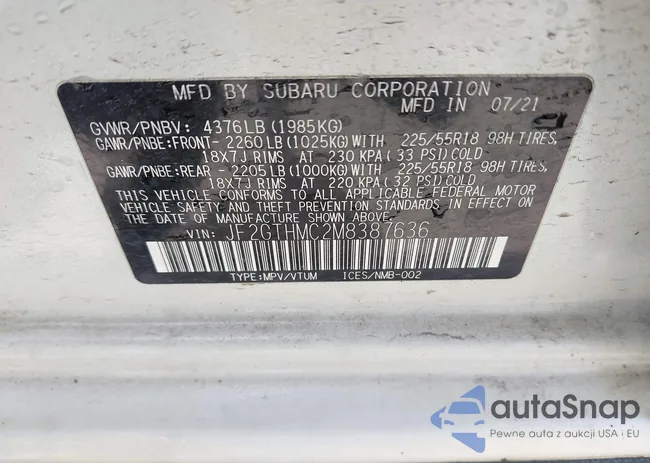 MFD BY SUBARU CORPORATION
MFD IN 07/21
GVWR/PNBV: 4376LB (1985KG)
GAWR/PNBE:FRONT- 2260LB (1025KG)WITH 225/55R18 98H TIRES,
18X7J RIMS AT 230 KPA (33 PSI)COLD
GAWR/PNBE:REAR - 2205LB (1000KG)WITH 225/55R18 98H TIRES,
18X7J RIMS AT 220 KPA (32 PSI)COLD
THIS VEHICLE CONFORMS TO ALL APPLICABLE FEDERAL MOTOR
VEHICLE SAFETY AND THEFT PREVENTION STANDARDS IN EFFECT ON
THE DATE OF MANUFACTURE SHOWN ABOVE.
VIN: JF2GTHMC2M8387636
TYPE:MPV/VTUM ICES/NMB-002
autoSnap
Pewne auta z aukcji USA i EU